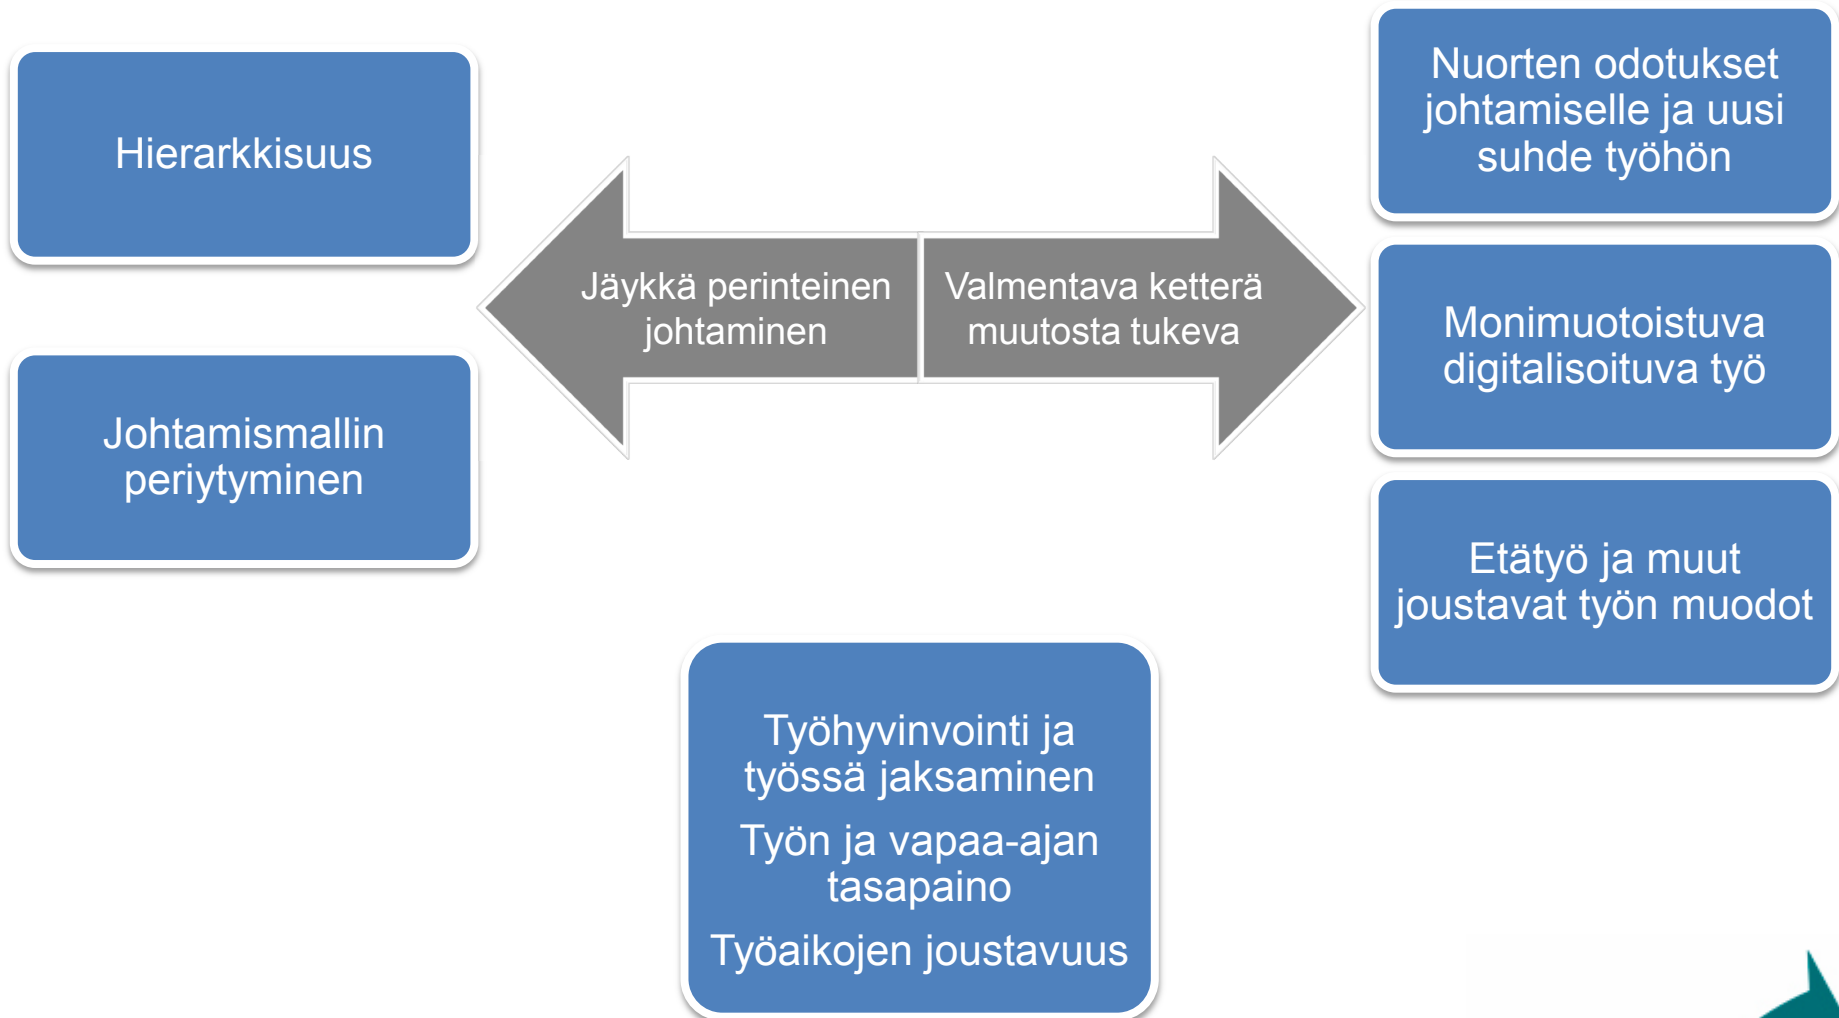 Hierarkkisuus
Johtamismallin
periytyminen
Jäykkä perinteinen
johtaminen
Valmentava ketterä
muutosta tukeva
Nuorten odotukset
johtamiselle ja uusi
suhde työhön
Monimuotoistuva
digitalisoituva työ
Etätyö ja muut
joustavat työn muodot
Työhyvinvointi ja
työssä jaksaminen
Työn ja vapaa-ajan
tasapaino
Työaikojen joustavuus